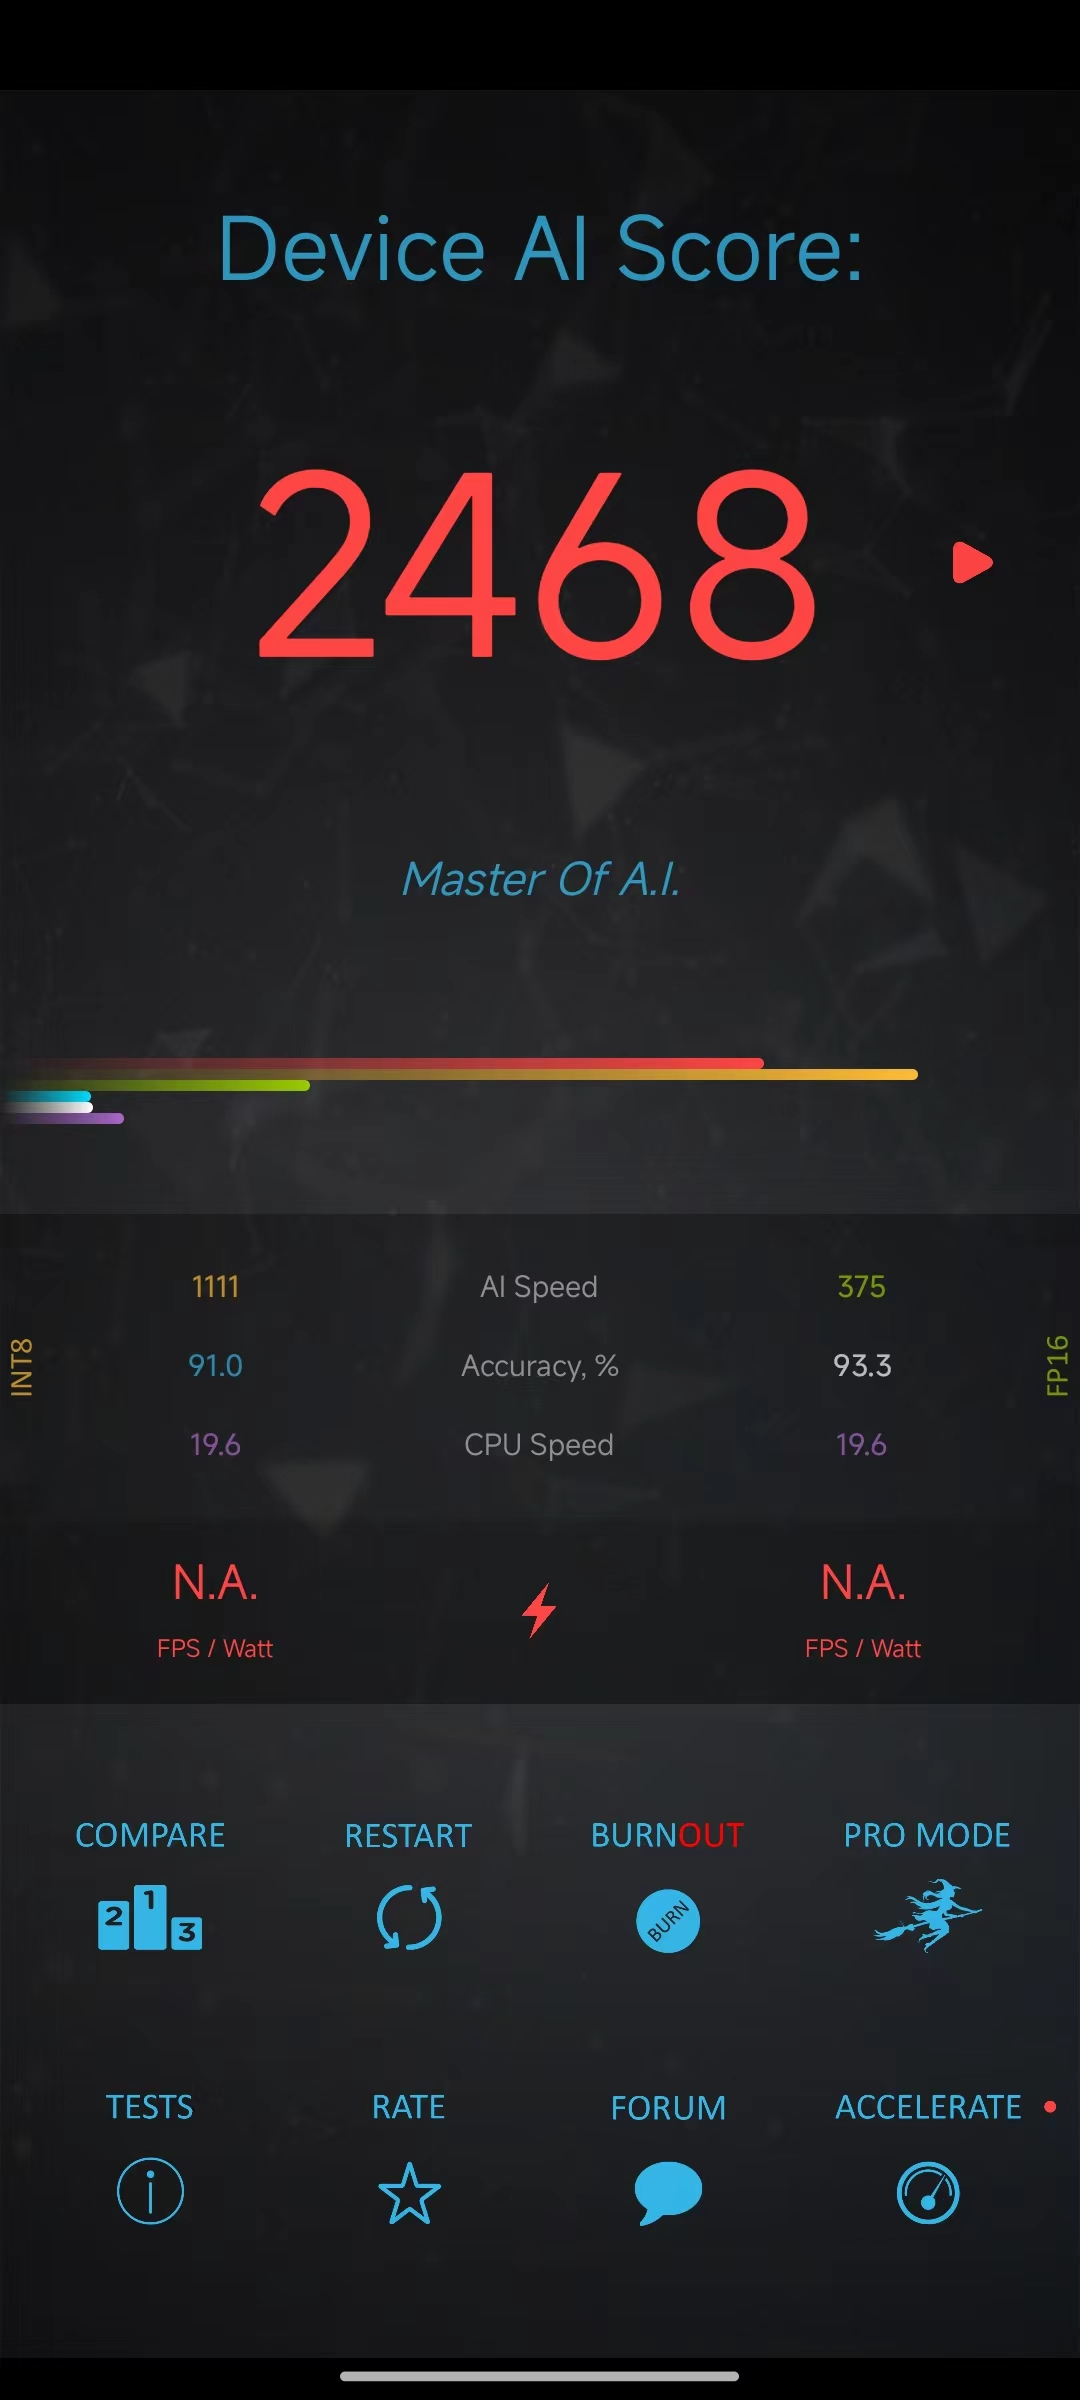 Device AI Score:
2468
Master Of A.I.
1111 AI Speed 375
INT8
91.0 Accuracy, % 93.3
FP16
19.6 CPU Speed 19.6
N.A. N.A.
FPS / Watt FPS / Watt
COMPARE RESTART BURNOUT PRO MODE
2 1 3
BURN
TESTS RATE FORUM ACCELERATE